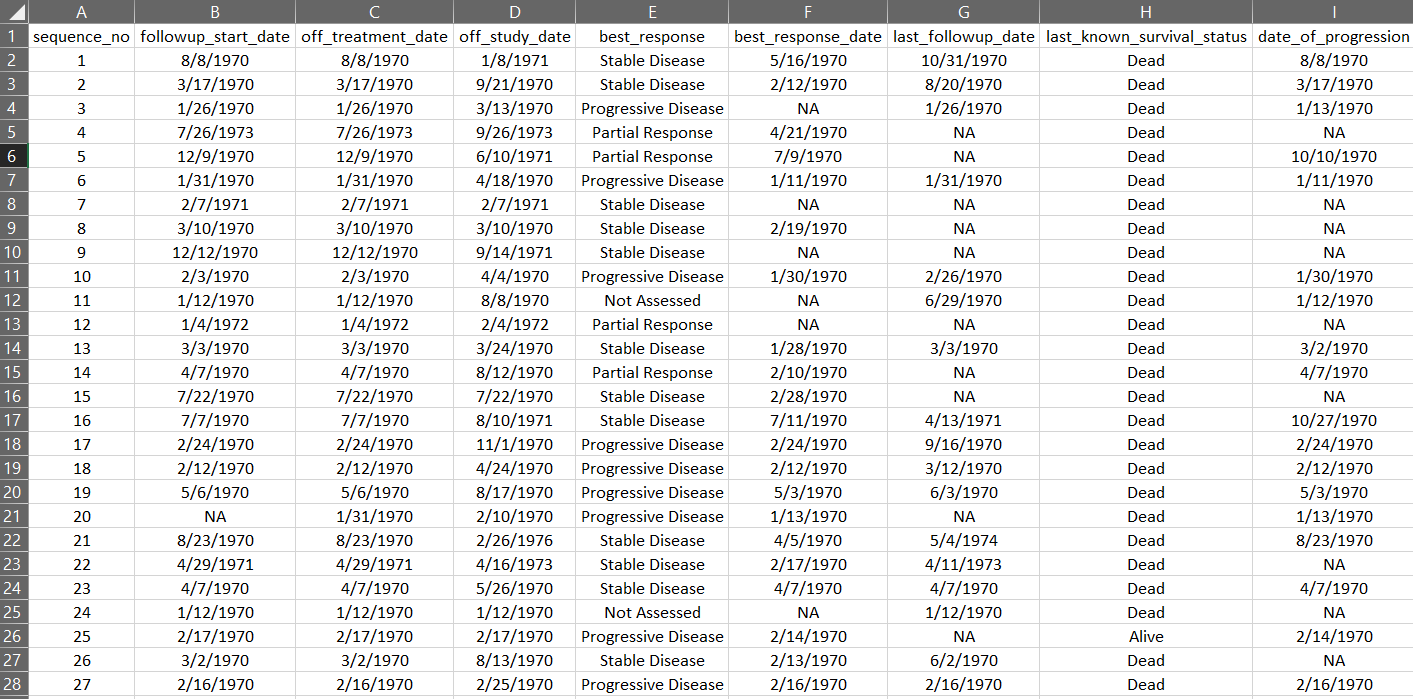 A B C D E F G H I
1 sequence_no followup_start_date off_treatment_date off_study_date best_response best_response_date last_followup_date last_known_survival_status date_of_progression
2 1 8/8/1970 8/8/1970 1/8/1971 Stable Disease 5/16/1970 10/31/1970 Dead 8/8/1970
3 2 3/17/1970 3/17/1970 9/21/1970 Stable Disease 2/12/1970 8/20/1970 Dead 3/17/1970
4 3 1/26/1970 1/26/1970 3/13/1970 Progressive Disease NA 1/26/1970 Dead 1/13/1970
5 4 7/26/1973 7/26/1973 9/26/1973 Partial Response 4/21/1970 NA Dead NA
6 5 12/9/1970 12/9/1970 6/10/1971 Partial Response 7/9/1970 NA Dead 10/10/1970
7 6 1/31/1970 1/31/1970 4/18/1970 Progressive Disease 1/11/1970 1/31/1970 Dead 1/11/1970
8 7 2/7/1971 2/7/1971 2/7/1971 Stable Disease NA NA Dead NA
9 8 3/10/1970 3/10/1970 3/10/1970 Stable Disease 2/19/1970 NA Dead NA
10 9 12/12/1970 12/12/1970 9/14/1971 Stable Disease NA NA Dead NA
11 10 2/3/1970 2/3/1970 4/4/1970 Progressive Disease 1/30/1970 2/26/1970 Dead 1/30/1970
12 11 1/12/1970 1/12/1970 8/8/1970 Not Assessed NA 6/29/1970 Dead 1/12/1970
13 12 1/4/1972 1/4/1972 2/4/1972 Partial Response NA NA Dead NA
14 13 3/3/1970 3/3/1970 3/24/1970 Stable Disease 1/28/1970 3/3/1970 Dead 3/2/1970
15 14 4/7/1970 4/7/1970 8/12/1970 Partial Response 2/10/1970 NA Dead 4/7/1970
16 15 7/22/1970 7/22/1970 7/22/1970 Stable Disease 2/28/1970 NA Dead NA
17 16 7/7/1970 7/7/1970 8/10/1971 Stable Disease 7/11/1970 4/13/1971 Dead 10/27/1970
18 17 2/24/1970 2/24/1970 11/1/1970 Progressive Disease 2/24/1970 9/16/1970 Dead 2/24/1970
19 18 2/12/1970 2/12/1970 4/24/1970 Progressive Disease 2/12/1970 3/12/1970 Dead 2/12/1970
20 19 5/6/1970 5/6/1970 8/17/1970 Progressive Disease 5/3/1970 6/3/1970 Dead 5/3/1970
21 20 NA 1/31/1970 2/10/1970 Progressive Disease 1/13/1970 NA Dead 1/13/1970
22 21 8/23/1970 8/23/1970 2/26/1976 Stable Disease 4/5/1970 5/4/1974 Dead 8/23/1970
23 22 4/29/1971 4/29/1971 4/16/1973 Stable Disease 2/17/1970 4/11/1973 Dead NA
24 23 4/7/1970 4/7/1970 5/26/1970 Stable Disease 4/7/1970 4/7/1970 Dead 4/7/1970
25 24 1/12/1970 1/12/1970 1/12/1970 Not Assessed NA 1/12/1970 Dead NA
26 25 2/17/1970 2/17/1970 2/17/1970 Progressive Disease 2/14/1970 NA Alive 2/14/1970
27 26 3/2/1970 3/2/1970 8/13/1970 Stable Disease 2/13/1970 6/2/1970 Dead NA
28 27 2/16/1970 2/16/1970 2/25/1970 Progressive Disease 2/16/1970 2/16/1970 Dead 2/16/1970